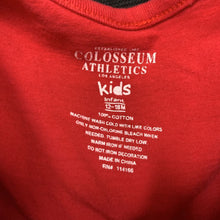 ESTABLISHED 1992
COLOSSEUM
ATHLETICS
LOS ANGELES
kids
Infant
12-18M
100% COTTON
MACHINE WASH COLD WITH LIKE COLORS
ONLY NON-CHLORINE BLEACH WHEN
NEEDED. TUMBLE DRY LOW.
WARM IRON IF NEEDED
DO NOT IRON DECORATION
MADE IN CHINA
RN# 114166